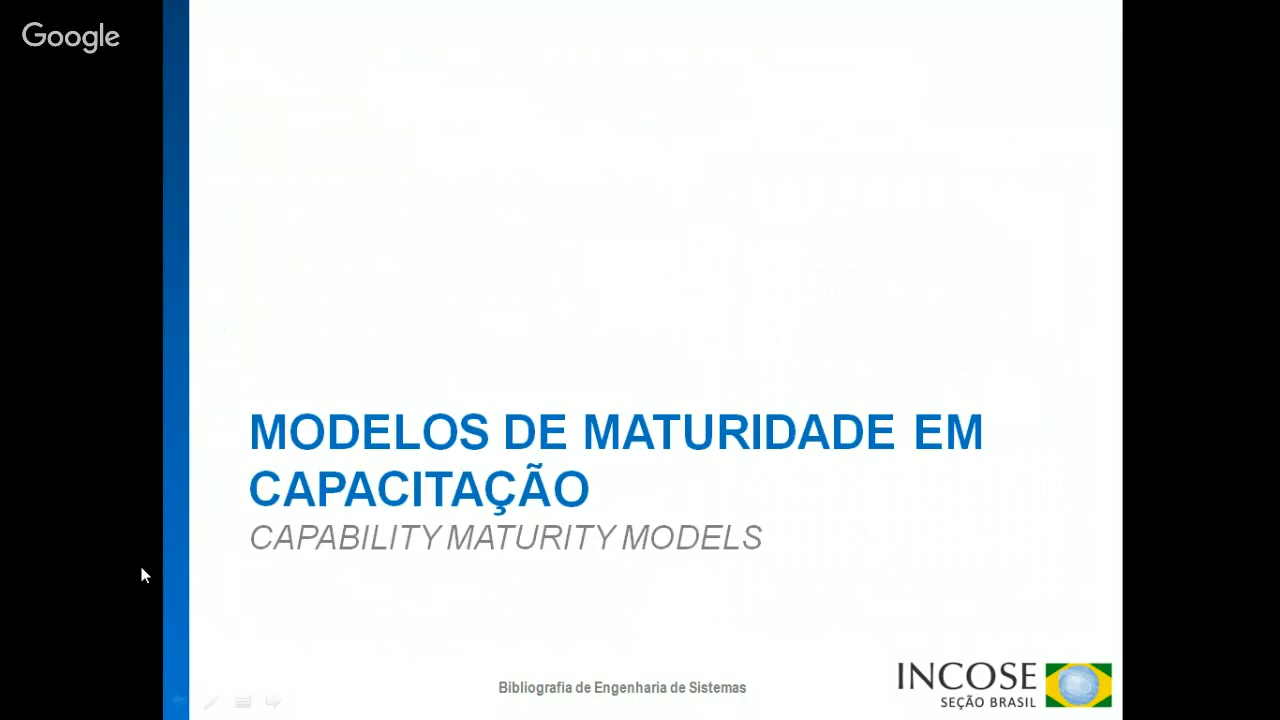 Google
MODELOS DE MATURIDADE EM
CAPACITAÇÃO
CAPABILITY MATURITY MODELS
Bibliografia de Engenharia de Sistemas
INCOSE
SEÇÃO BRASIL